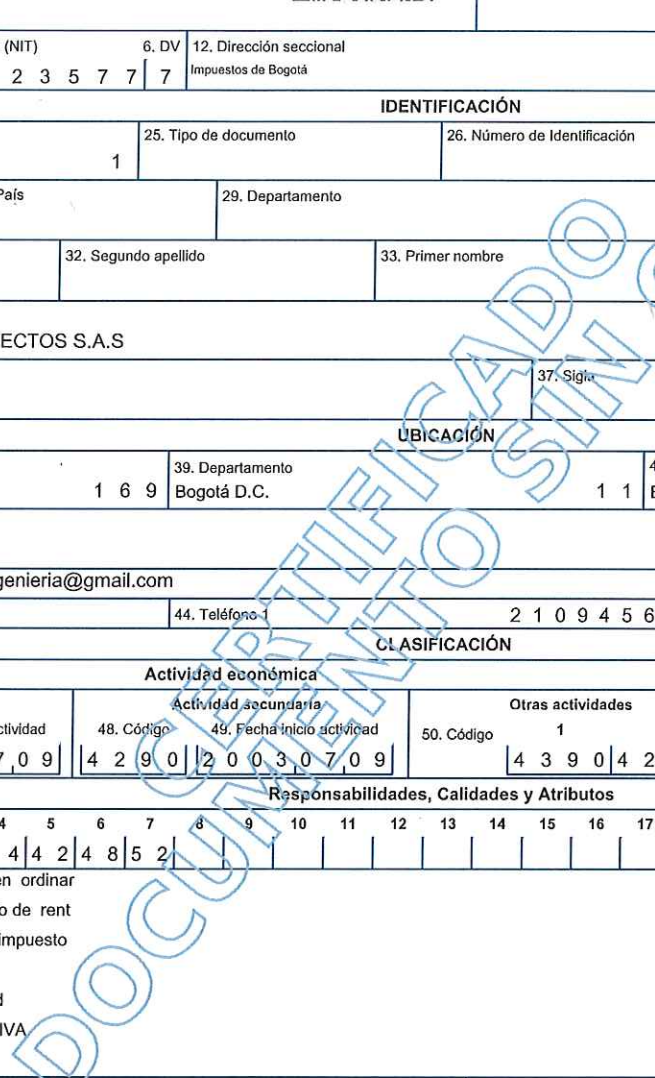 (NIT) 6. DV 12. Dirección seccional
2 3 5 7 7 7 Impuestos de Bogotá
IDENTIFICACIÓN
25. Tipo de documento 26. Número de Identificación
1
País 29. Departamento
32. Segundo apellido 33. Primer nombre
ECTOS S.A.S
37. Sigla
UBICACIÓN
39. Departamento 4
1 6 9 Bogotá D.C. 1 1
genieria@gmail.com
44. Teléfono 1 2 1 0 9 4 5 6
CLASIFICACIÓN
Actividad económica
Actividad secundaria Otras actividades
ctividad 48. Código 49. Fecha inicio actividad 50. Código 1
7 0 9 4 2 9 0 2 0 0 3 0 7 0 9 4 3 9 0 4 2
Responsabilidades, Calidades y Atributos
4 5 6 7 8 9 10 11 12 13 14 15 16 17
4 4 2 4 8 5 2
en ordinar
o de rent
impuesto
d
IVA
CERTIFICADO
DOCUMENTO SIN